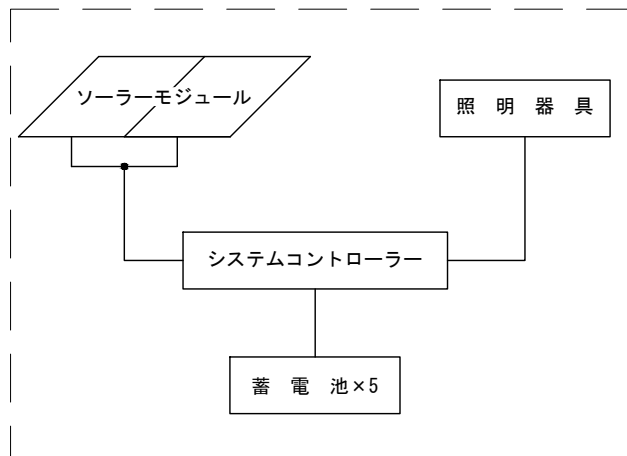 ソーラーモジュール
照 明 器 具
システムコントローラー
蓄 電 池×5